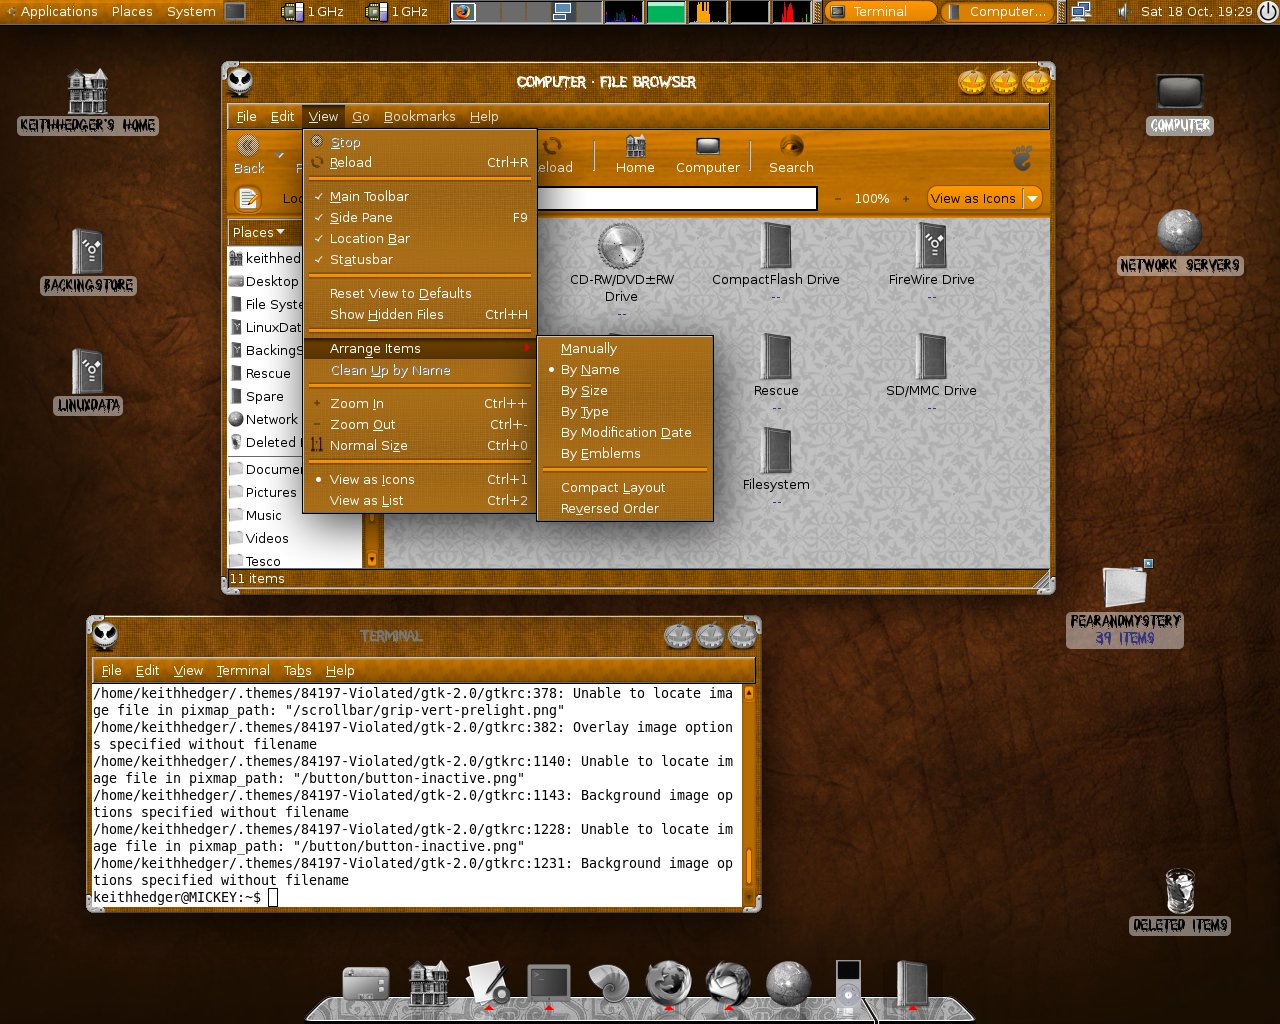 Applications Places System 1 GHz 1 GHz Terminal Computer... Sat 18 Oct, 19:29
COMPUTER - FILE BROWSER
File Edit View Go Bookmarks Help
Stop
Reload Ctrl+R
Main Toolbar
Side Pane F9
Location Bar
Statusbar
Reset View to Defaults
Show Hidden Files Ctrl+H
Arrange Items
Clean Up by Name
Zoom In Ctrl++
Zoom Out Ctrl+-
Normal Size Ctrl+0
View as Icons Ctrl+1
View as List Ctrl+2
Manually
By Name
By Size
By Type
By Modification Date
By Emblems
Compact Layout
Reversed Order
Back F eload Home Computer Search
Loc 100% View as Icons
Places
keithhed
Desktop
File Syste
LinuxData
BackingS
Rescue
Spare
Network
Deleted I
Documen
Pictures
Music
Videos
Tesco
CD-RW/DVD±RW
Drive
--
CompactFlash Drive
--
FireWire Drive
--
Rescue
--
SD/MMC Drive
--
Filesystem
--
11 items
KEITHHEDGER'S HOME
BACKINGSTORE
LINUXDATA
COMPUTER
NETWORK SERVERS
FEARANDMYSTERY
39 ITEMS
DELETED ITEMS
TERMINAL
File Edit View Terminal Tabs Help
/home/keithhedger/.themes/84197-Violated/gtk-2.0/gtkrc:378: Unable to locate ima
ge file in pixmap_path: "/scrollbar/grip-vert-prelight.png"
/home/keithhedger/.themes/84197-Violated/gtk-2.0/gtkrc:382: Overlay image option
s specified without filename
/home/keithhedger/.themes/84197-Violated/gtk-2.0/gtkrc:1140: Unable to locate im
age file in pixmap_path: "/button/button-inactive.png"
/home/keithhedger/.themes/84197-Violated/gtk-2.0/gtkrc:1143: Background image op
tions specified without filename
/home/keithhedger/.themes/84197-Violated/gtk-2.0/gtkrc:1228: Unable to locate im
age file in pixmap_path: "/button/button-inactive.png"
/home/keithhedger/.themes/84197-Violated/gtk-2.0/gtkrc:1231: Background image op
tions specified without filename
keithhedger@MICKEY:~$